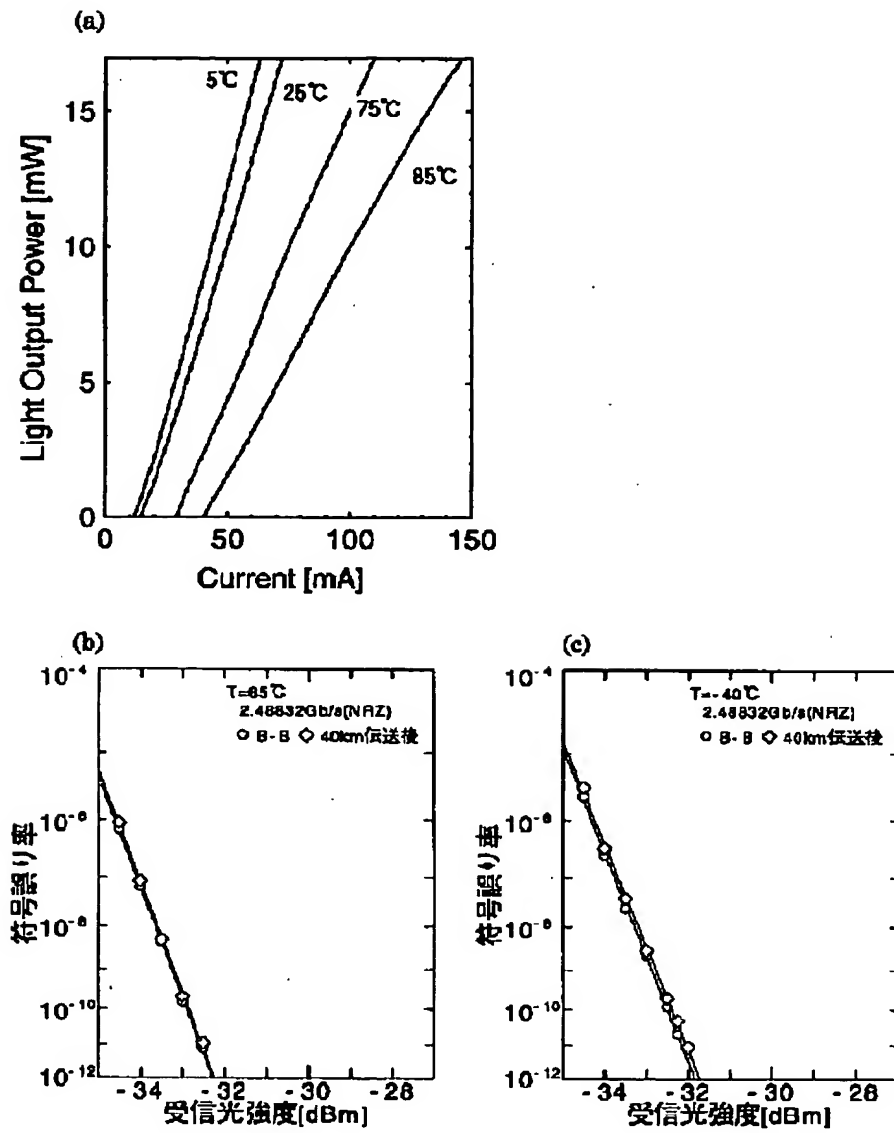 (a)
5℃
25℃
75℃
85℃
Light Output Power [mW]
15
10
5
0
0 50 100 150
Current [mA]
(b)
10-4
T=85℃
2.48832Gb/s(NRZ)
B-B 40km伝送後
10-6
10-8
10-10
10-12
符号誤り率
-34 -32 -30 -28
受信光強度[dBm]
(c)
10-4
T=-40℃
2.48832Gb/s(NRZ)
B-B 40km伝送後
10-6
10-8
10-10
10-12
符号誤り率
-34 -32 -30 -28
受信光強度[dBm]